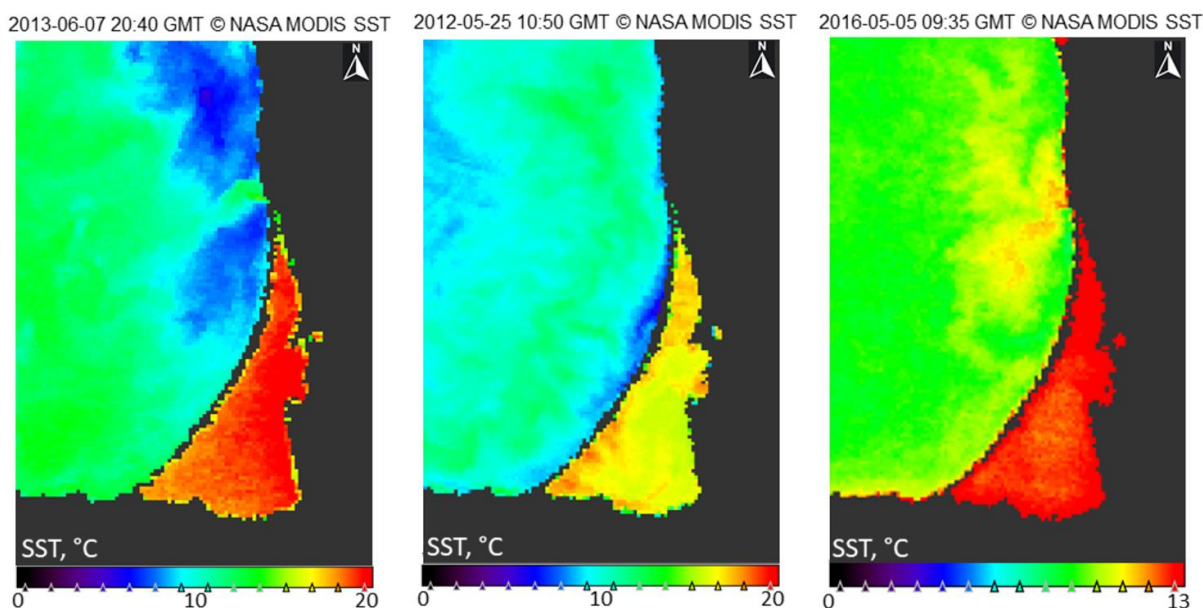 2013-06-07 20:40 GMT © NASA MODIS SST
2012-05-25 10:50 GMT © NASA MODIS SST
2016-05-05 09:35 GMT © NASA MODIS SST
N
N
N
SST, °C
SST, °C
SST, °C
0 20
0 10 20
0 13